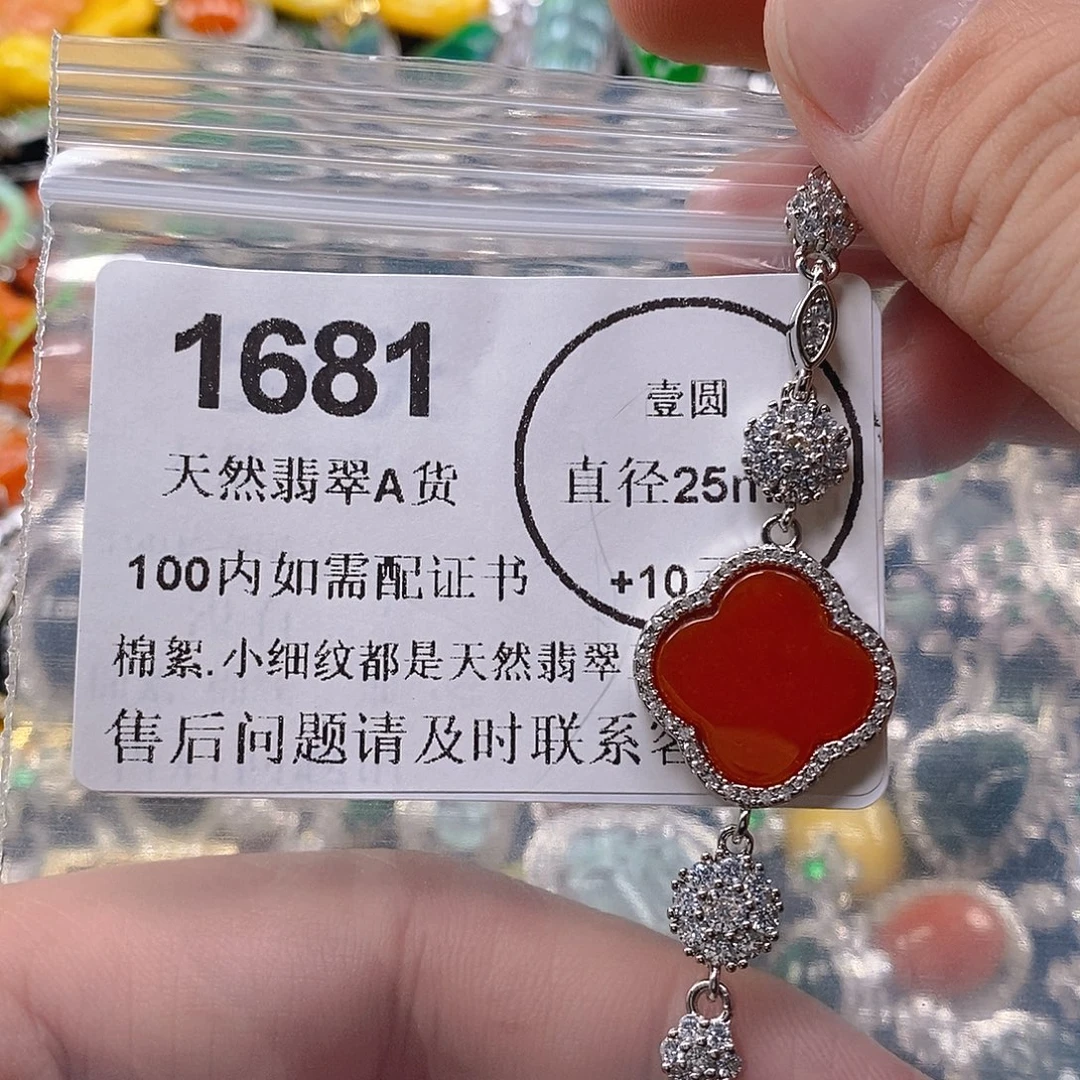 1681
壹圆
天然翡翠A货
直径25m
100内如需配证书
+10
棉絮.小细纹都是天然翡翠
售后问题请及时联系客